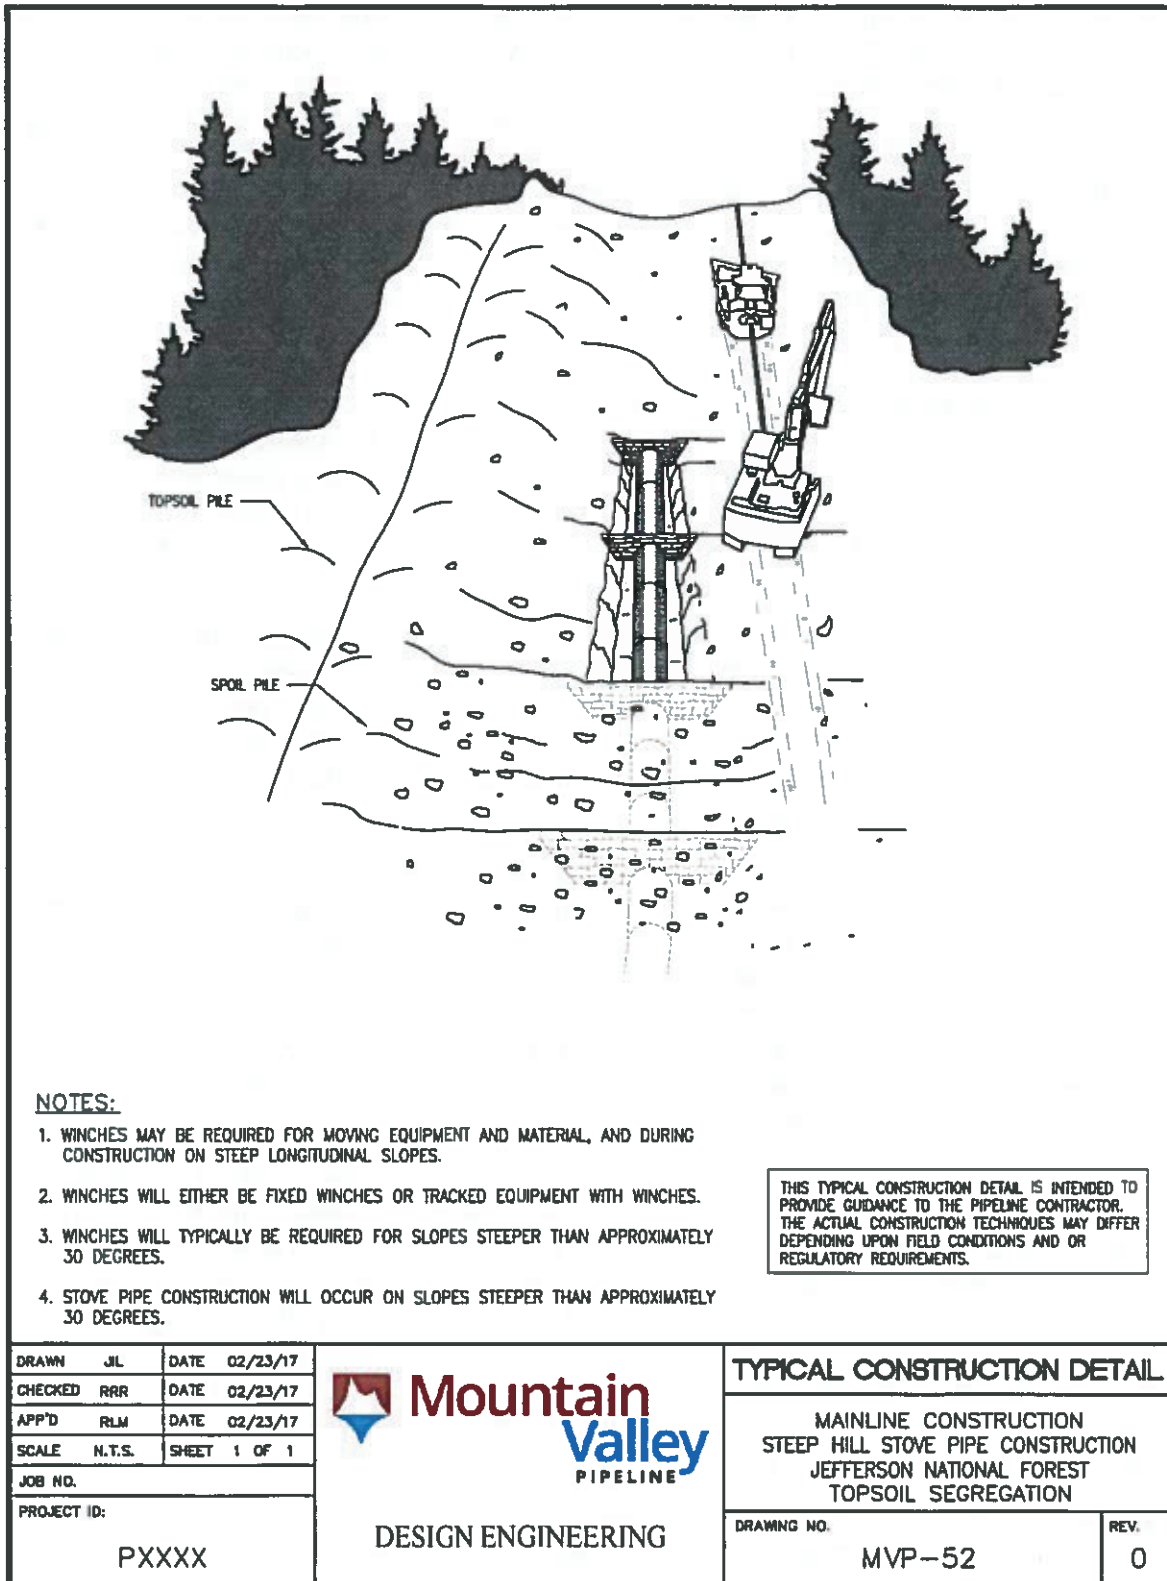 TOPSOIL PILE
SPOIL PILE
NOTES:
1. WINCHES MAY BE REQUIRED FOR MOVING EQUIPMENT AND MATERIAL, AND DURING
CONSTRUCTION ON STEEP LONGITUDINAL SLOPES.
2. WINCHES WILL EITHER BE FIXED WINCHES OR TRACKED EQUIPMENT WITH WINCHES.
3. WINCHES WILL TYPICALLY BE REQUIRED FOR SLOPES STEEPER THAN APPROXIMATELY
30 DEGREES.
4. STOVE PIPE CONSTRUCTION WILL OCCUR ON SLOPES STEEPER THAN APPROXIMATELY
30 DEGREES.
THIS TYPICAL CONSTRUCTION DETAIL IS INTENDED TO
PROVIDE GUIDANCE TO THE PIPELINE CONTRACTOR.
THE ACTUAL CONSTRUCTION TECHNIQUES MAY DIFFER
DEPENDING UPON FIELD CONDITIONS AND OR
REGULATORY REQUIREMENTS.
DRAWN JL DATE 02/23/17
CHECKED RRR DATE 02/23/17
APP'D RLM DATE 02/23/17
SCALE N.T.S. SHEET 1 OF 1
JOB NO.
PROJECT ID:
PXXXX
Mountain
Valley
PIPELINE
DESIGN ENGINEERING
TYPICAL CONSTRUCTION DETAIL
MAINLINE CONSTRUCTION
STEEP HILL STOVE PIPE CONSTRUCTION
JEFFERSON NATIONAL FOREST
TOPSOIL SEGREGATION
DRAWING NO.
MVP-52
REV.
0